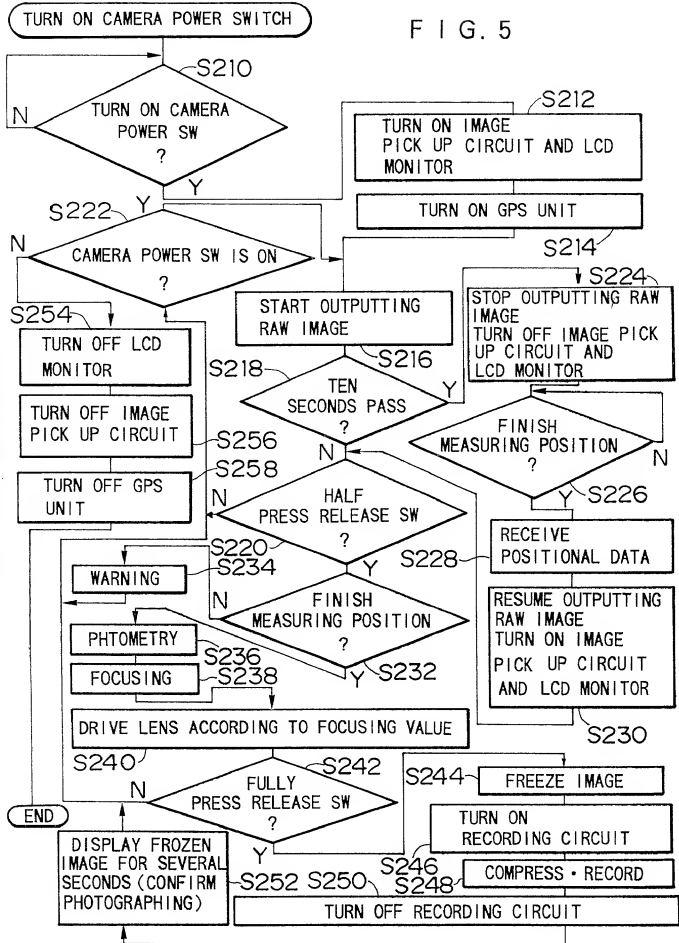 TURN ON CAMERA POWER SWITCH
FIG. 5
S210
TURN ON CAMERA
POWER SW
?
N
Y
S212
TURN ON IMAGE
PICK UP CIRCUIT AND LCD
MONITOR
TURN ON GPS UNIT
S214
S222
Y
N
CAMERA POWER SW IS ON
?
START OUTPUTTING
RAW IMAGE
S216
S224
STOP OUTPUTTING RAW
IMAGE
TURN OFF IMAGE PICK
UP CIRCUIT AND
LCD MONITOR
S254
TURN OFF LCD
MONITOR
S218
TEN
SECONDS PASS
?
Y
N
TURN OFF IMAGE
PICK UP CIRCUIT
S256
FINISH
MEASURING POSITION
?
N
S226
Y
S258
TURN OFF GPS
UNIT
N
HALF
PRESS RELEASE SW
?
S220
Y
S228
RECEIVE
POSITIONAL DATA
S234
WARNING
N
FINISH
MEASURING POSITION
?
S232
Y
RESUME OUTPUTTING
RAW IMAGE
TURN ON IMAGE
PICK UP CIRCUIT
AND LCD MONITOR
S230
PHTOMETRY
S236
FOCUSING
S238
DRIVE LENS ACCORDING TO FOCUSING VALUE
S240
S242
N
FULLY
PRESS RELEASE SW
?
Y
S244
FREEZE IMAGE
END
TURN ON
RECORDING CIRCUIT
S246
DISPLAY FROZEN
IMAGE FOR SEVERAL
SECONDS (CONFIRM
PHOTOGRAPHING)
S252
S248
COMPRESS・RECORD
S250
TURN OFF RECORDING CIRCUIT